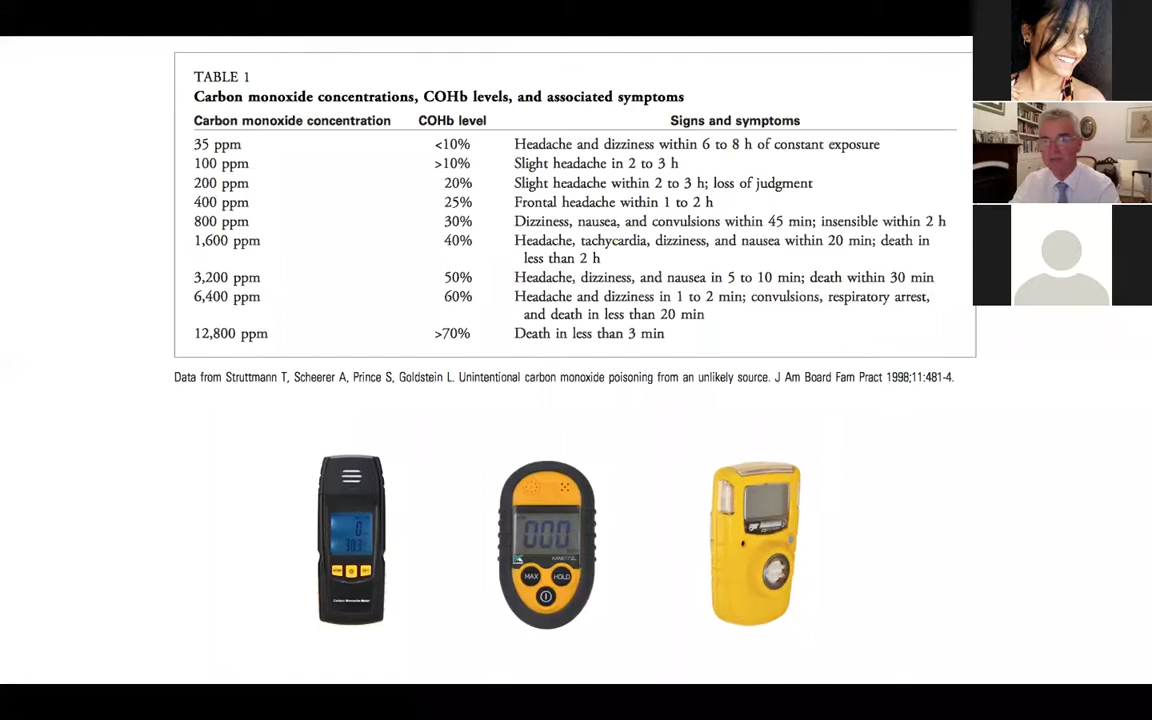 TABLE 1
Carbon monoxide concentrations, COHb levels, and associated symptoms
Carbon monoxide concentration COHb level Signs and symptoms
35 ppm <10% Headache and dizziness within 6 to 8 h of constant exposure
100 ppm >10% Slight headache in 2 to 3 h
200 ppm 20% Slight headache within 2 to 3 h; loss of judgment
400 ppm 25% Frontal headache within 1 to 2 h
800 ppm 30% Dizziness, nausea, and convulsions within 45 min; insensible within 2 h
1,600 ppm 40% Headache, tachycardia, dizziness, and nausea within 20 min; death in
less than 2 h
3,200 ppm 50% Headache, dizziness, and nausea in 5 to 10 min; death within 30 min
6,400 ppm 60% Headache and dizziness in 1 to 2 min; convulsions, respiratory arrest,
and death in less than 20 min
12,800 ppm >70% Death in less than 3 min
Data from Struttmann T, Scheerer A, Prince S, Goldstein L. Unintentional carbon monoxide poisoning from an unlikely source. J Am Board Fam Pract 1998;11:481-4.
0
Carbon Monoxide Meter
000
MAX HOLD